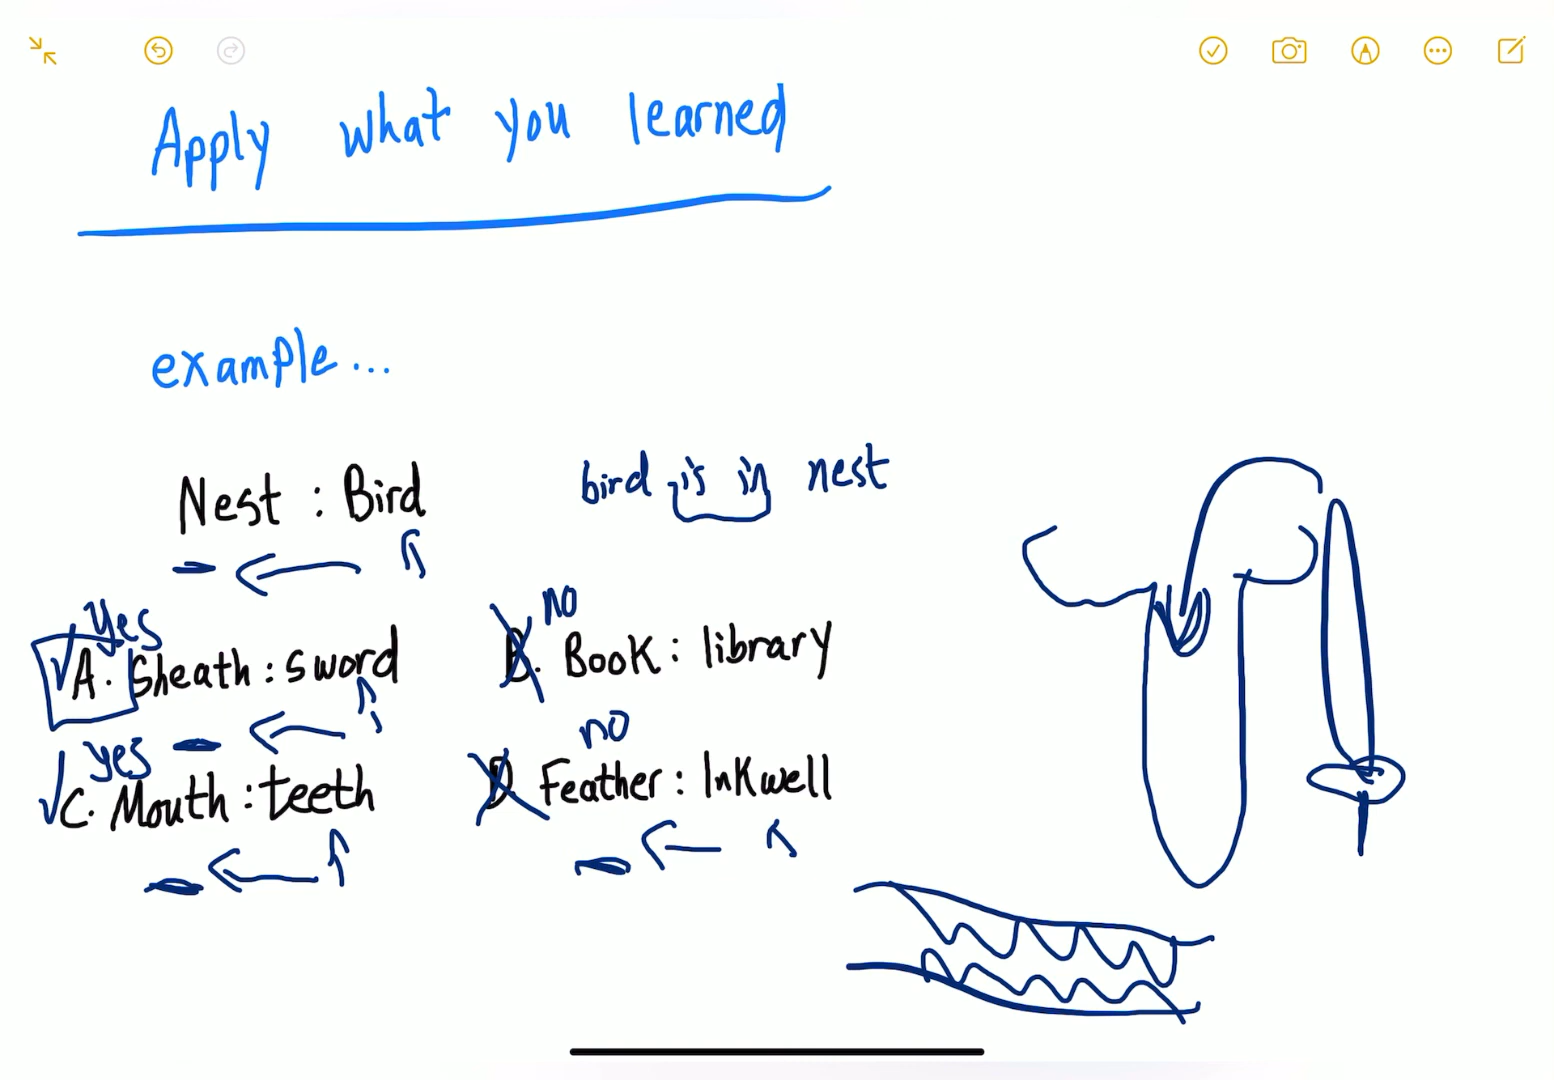 Apply what you learned
example...
Nest : Bird
bird is in nest
yes
A. Sheath : sword
no
B. Book : library
yes
C. Mouth : teeth
no
D. Feather : Inkwell